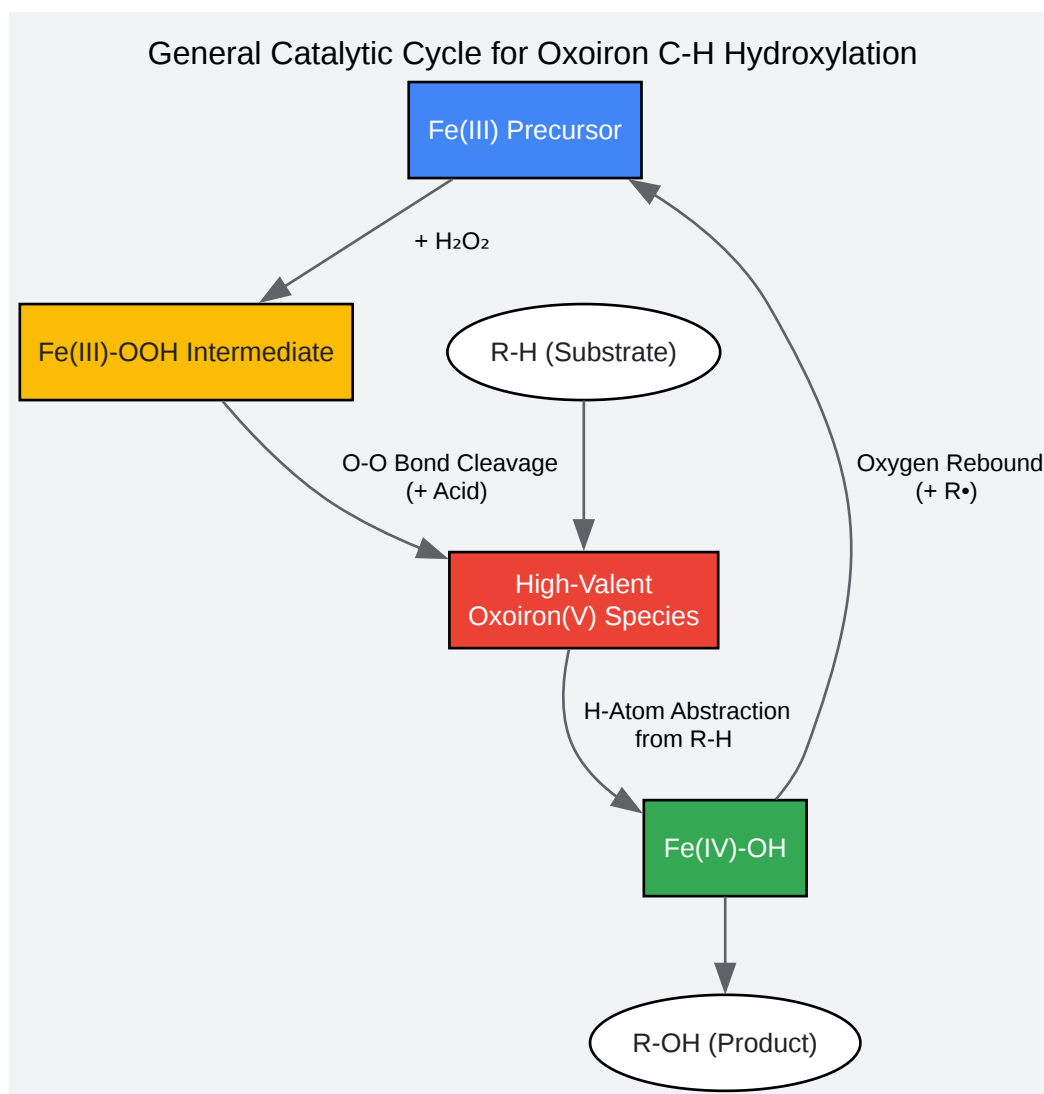 General Catalytic Cycle for Oxoiron C-H Hydroxylation
Fe(III) Precursor
+ H₂O₂
Fe(III)-OOH Intermediate
R-H (Substrate)
O-O Bond Cleavage
(+ Acid)
Oxygen Rebound
(+ R•)
High-Valent
Oxoiron(V) Species
H-Atom Abstraction
from R-H
Fe(IV)-OH
R-OH (Product)